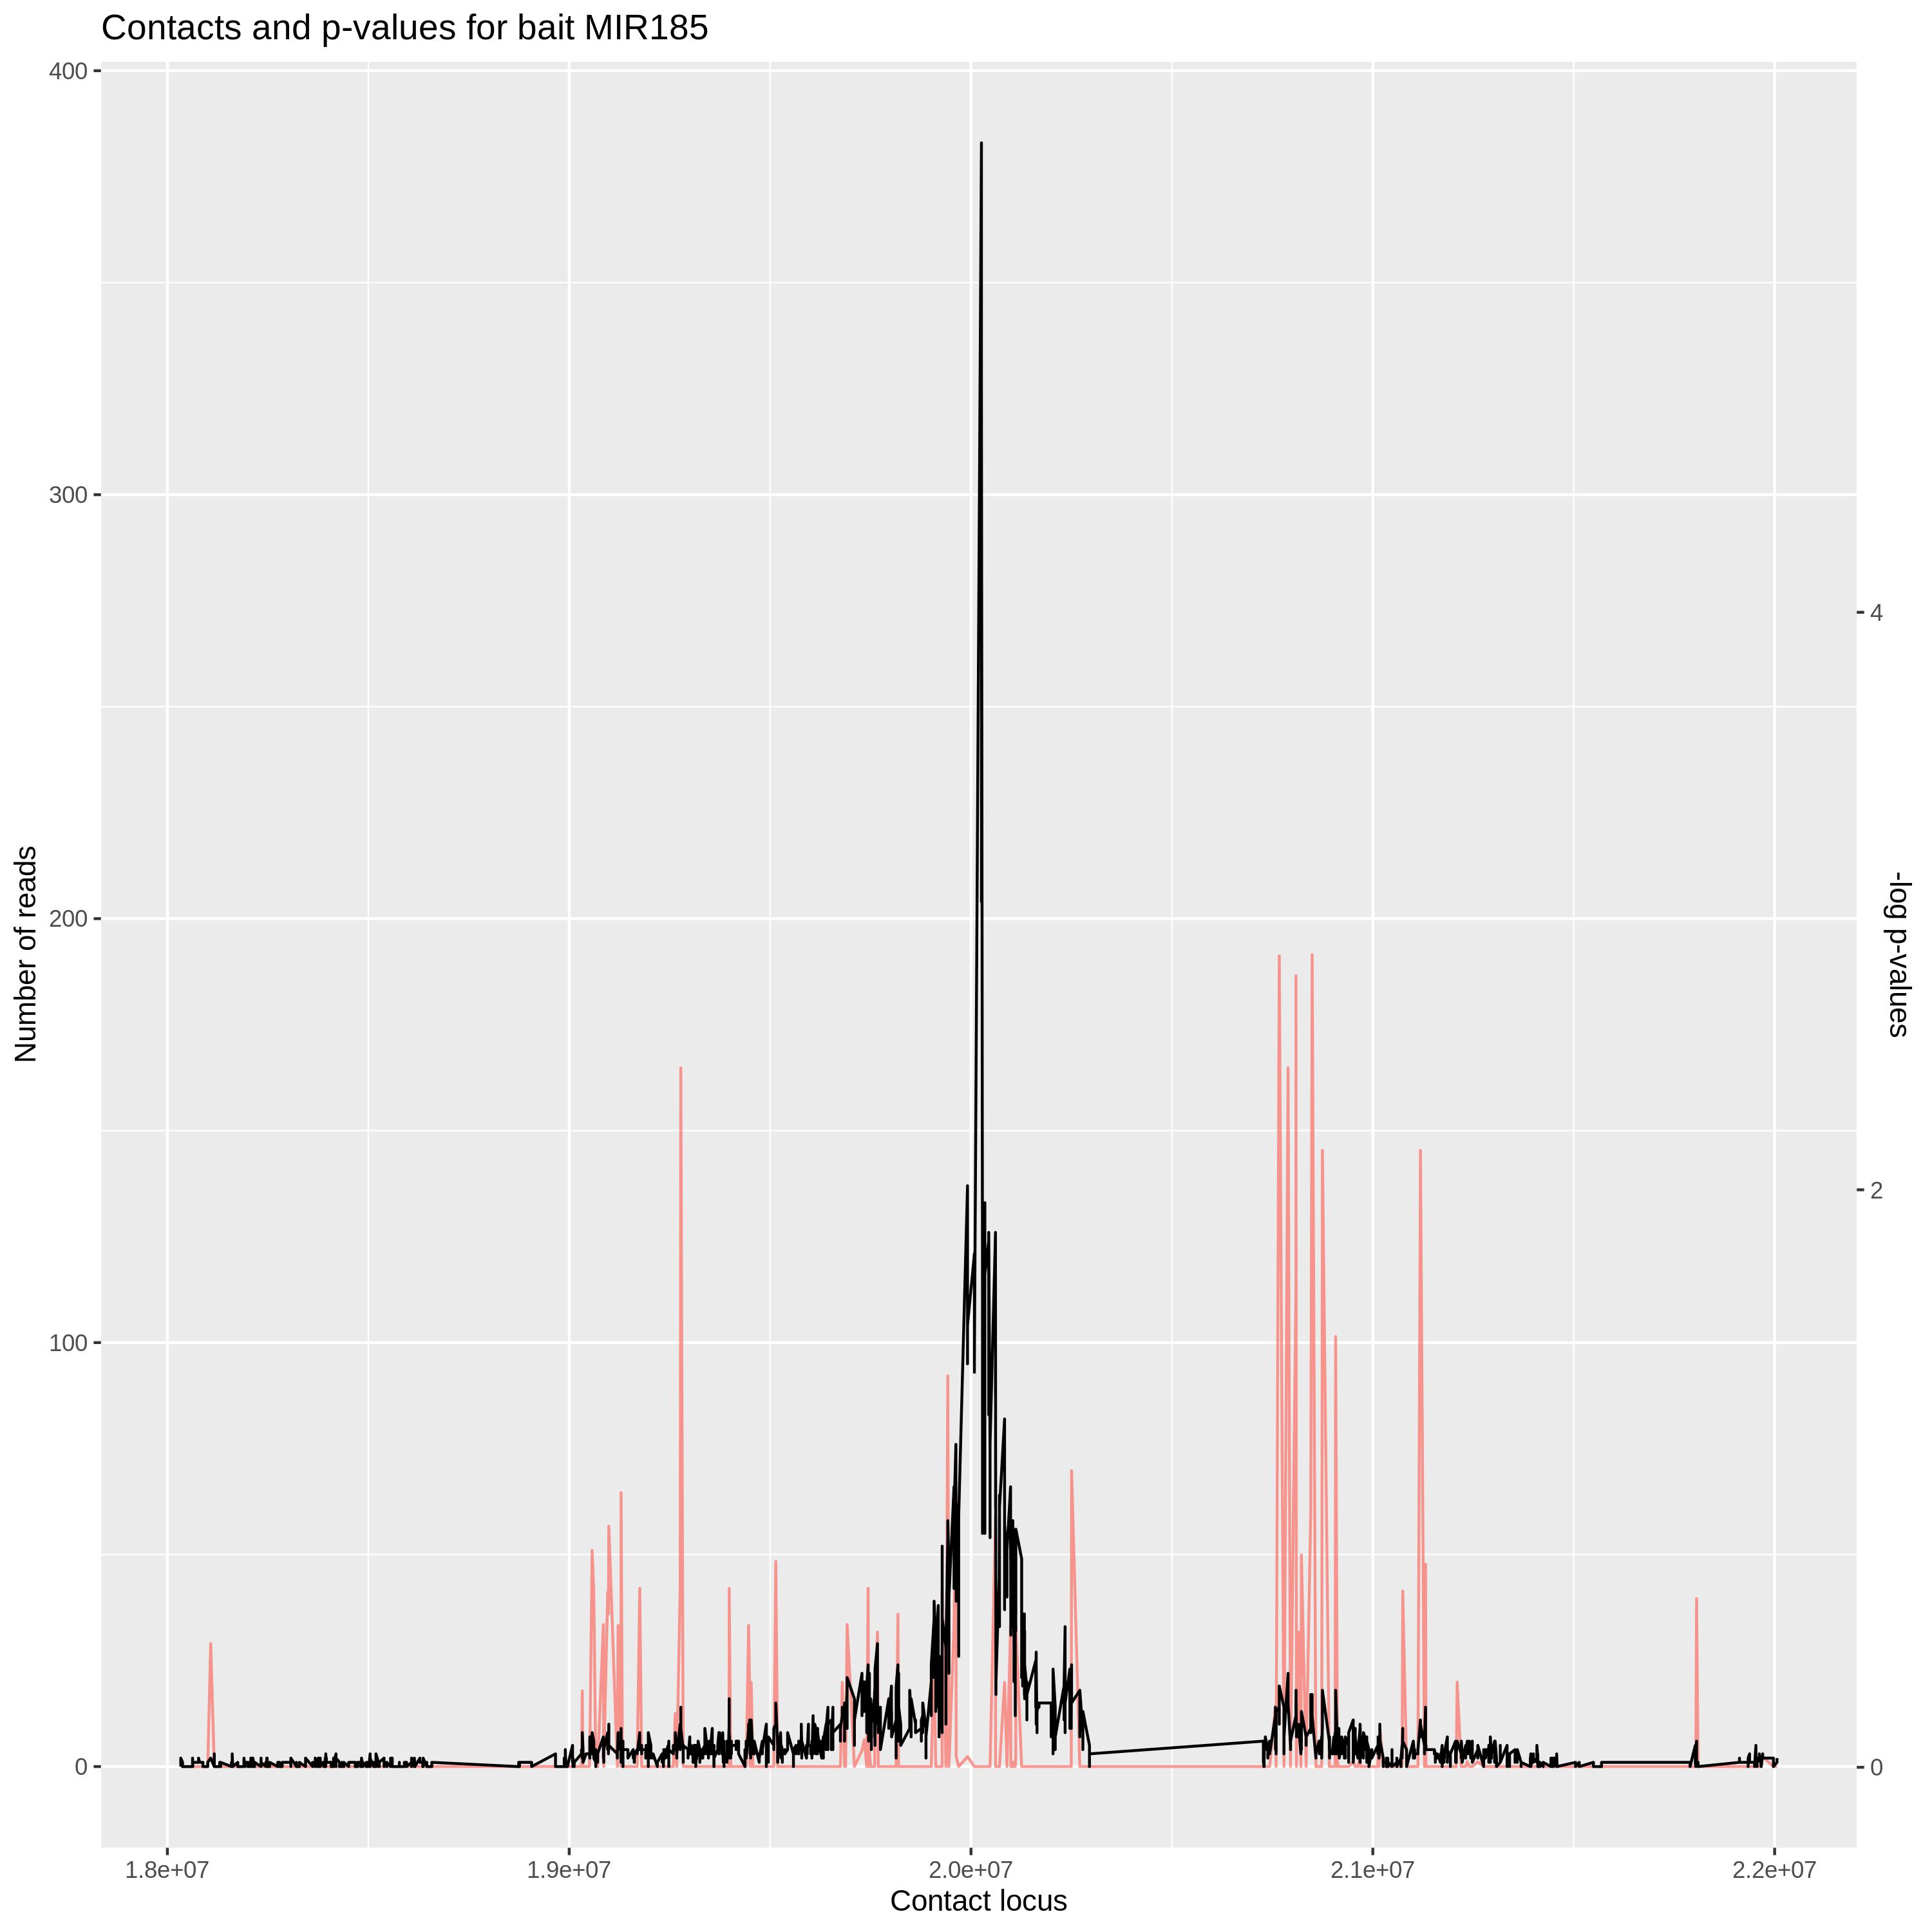 Contacts and p-values for bait MIR185
400
300
200
100
0
Number of reads
4
2
0
-log p-values
1.8e+07
1.9e+07
2.0e+07
2.1e+07
2.2e+07
Contact locus